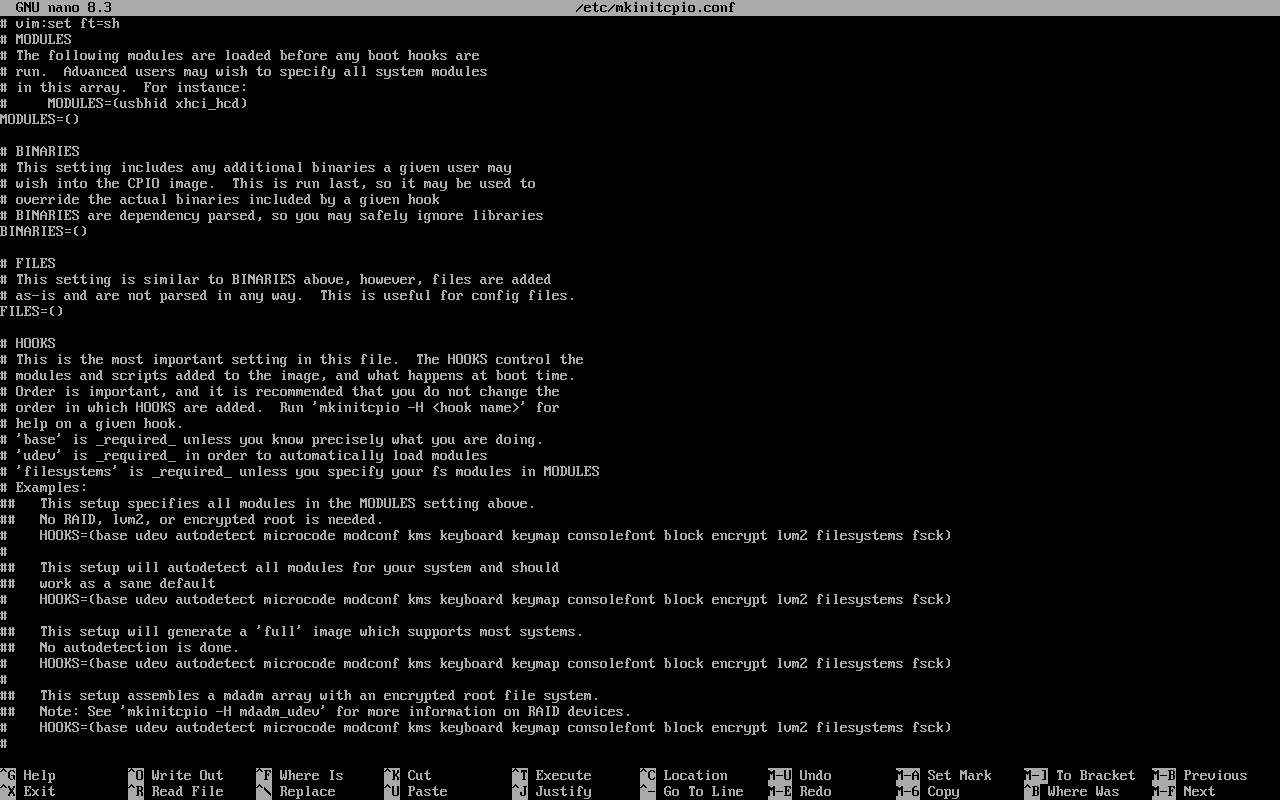 GNU nano 8.3 /etc/mkinitcpio.conf
# vim:set ft=sh
# MODULES
# The following modules are loaded before any boot hooks are
# run.  Advanced users may wish to specify all system modules
# in this array.  For instance:
#     MODULES=(usbhid xhci_hcd)
MODULES=()

# BINARIES
# This setting includes any additional binaries a given user may
# wish into the CPIO image.  This is run last, so it may be used to
# override the actual binaries included by a given hook
# BINARIES are dependency parsed, so you may safely ignore libraries
BINARIES=()

# FILES
# This setting is similar to BINARIES above, however, files are added
# as-is and are not parsed in any way.  This is useful for config files.
FILES=()

# HOOKS
# This is the most important setting in this file.  The HOOKS control the
# modules and scripts added to the image, and what happens at boot time.
# Order is important, and it is recommended that you do not change the
# order in which HOOKS are added.  Run 'mkinitcpio -H <hook name>' for
# help on a given hook.
# 'base' is _required_ unless you know precisely what you are doing.
# 'udev' is _required_ in order to automatically load modules
# 'filesystems' is _required_ unless you specify your fs modules in MODULES
# Examples:
##   This setup specifies all modules in the MODULES setting above.
##   No RAID, lvm2, or encrypted root is needed.
#    HOOKS=(base udev autodetect microcode modconf kms keyboard keymap consolefont block encrypt lvm2 filesystems fsck)
#
##   This setup will autodetect all modules for your system and should
##   work as a sane default
#    HOOKS=(base udev autodetect microcode modconf kms keyboard keymap consolefont block encrypt lvm2 filesystems fsck)
#
##   This setup will generate a 'full' image which supports most systems.
##   No autodetection is done.
#    HOOKS=(base udev autodetect microcode modconf kms keyboard keymap consolefont block encrypt lvm2 filesystems fsck)
#
##   This setup assembles a mdadm array with an encrypted root file system.
##   Note: See 'mkinitcpio -H mdadm_udev' for more information on RAID devices.
#    HOOKS=(base udev autodetect microcode modconf kms keyboard keymap consolefont block encrypt lvm2 filesystems fsck)
#

^G Help ^O Write Out ^F Where Is ^K Cut ^T Execute ^C Location M-U Undo M-A Set Mark M-] To Bracket M-B Previous
^X Exit ^R Read File ^\ Replace ^U Paste ^J Justify ^- Go To Line M-E Redo M-6 Copy ^B Where Was M-F Next